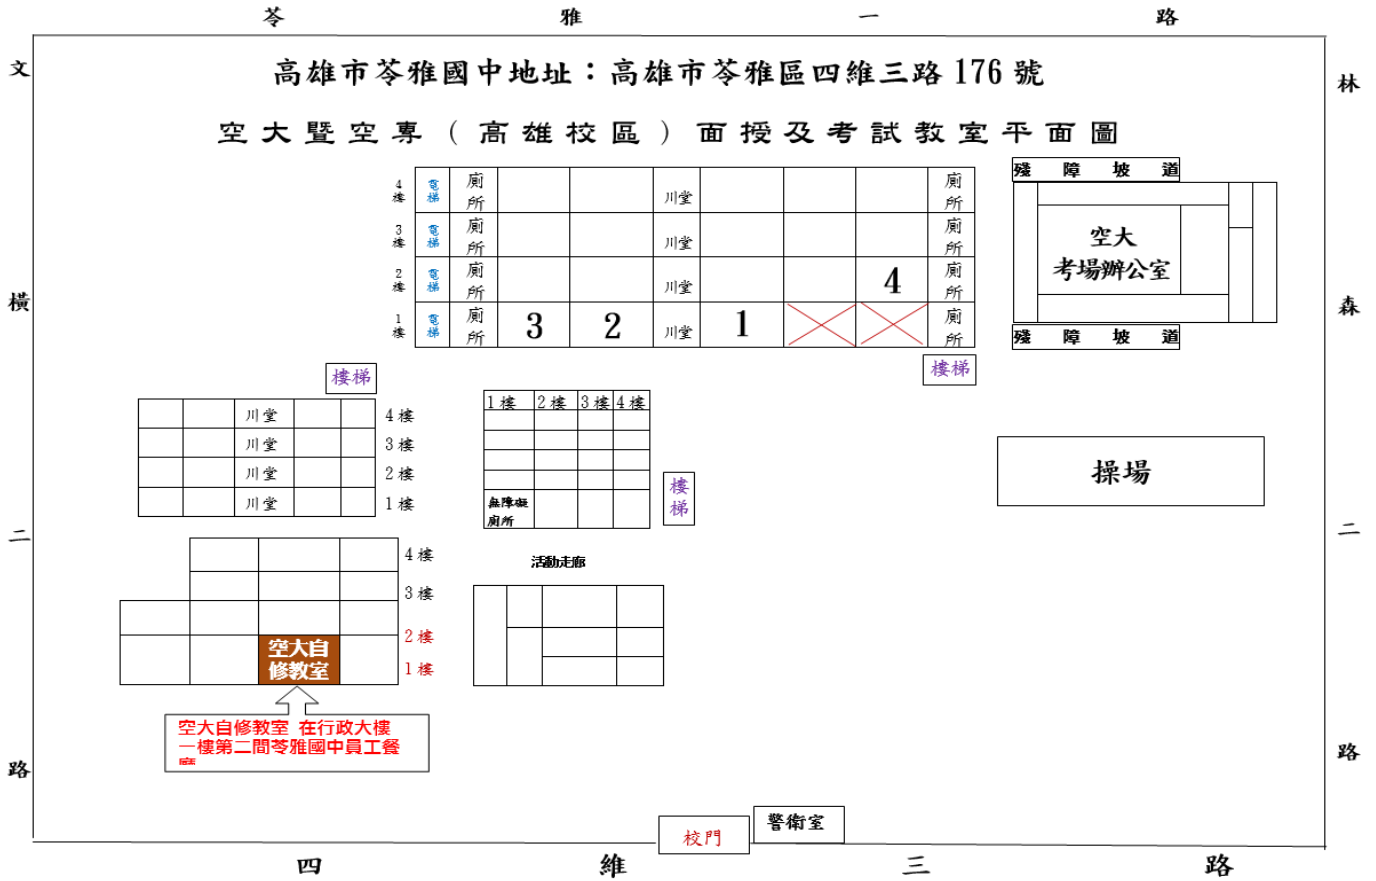 苓 雅 一 路
文 橫 二 路
林 森 二 路
高雄市苓雅國中地址：高雄市苓雅區四維三路 176 號
空大暨空專（高雄校區）面授及考試教室平面圖
4樓 電梯 廁所 川堂 廁所
3樓 電梯 廁所 川堂 廁所
2樓 電梯 廁所 川堂 4 廁所
1樓 電梯 廁所 3 2 川堂 1 廁所
殘 障 坡 道
空大
考場辦公室
殘 障 坡 道
樓梯
樓梯
川堂 4 樓
川堂 3 樓
川堂 2 樓
川堂 1 樓
1 樓 2 樓 3 樓 4 樓
無障礙
廁所
樓梯
操場
4 樓
3 樓
2 樓
1 樓
空大自
修教室
活動走廊
空大自修教室 在行政大樓
一樓第二間苓雅國中員工餐
廳
警衛室
校門
四 維 三 路